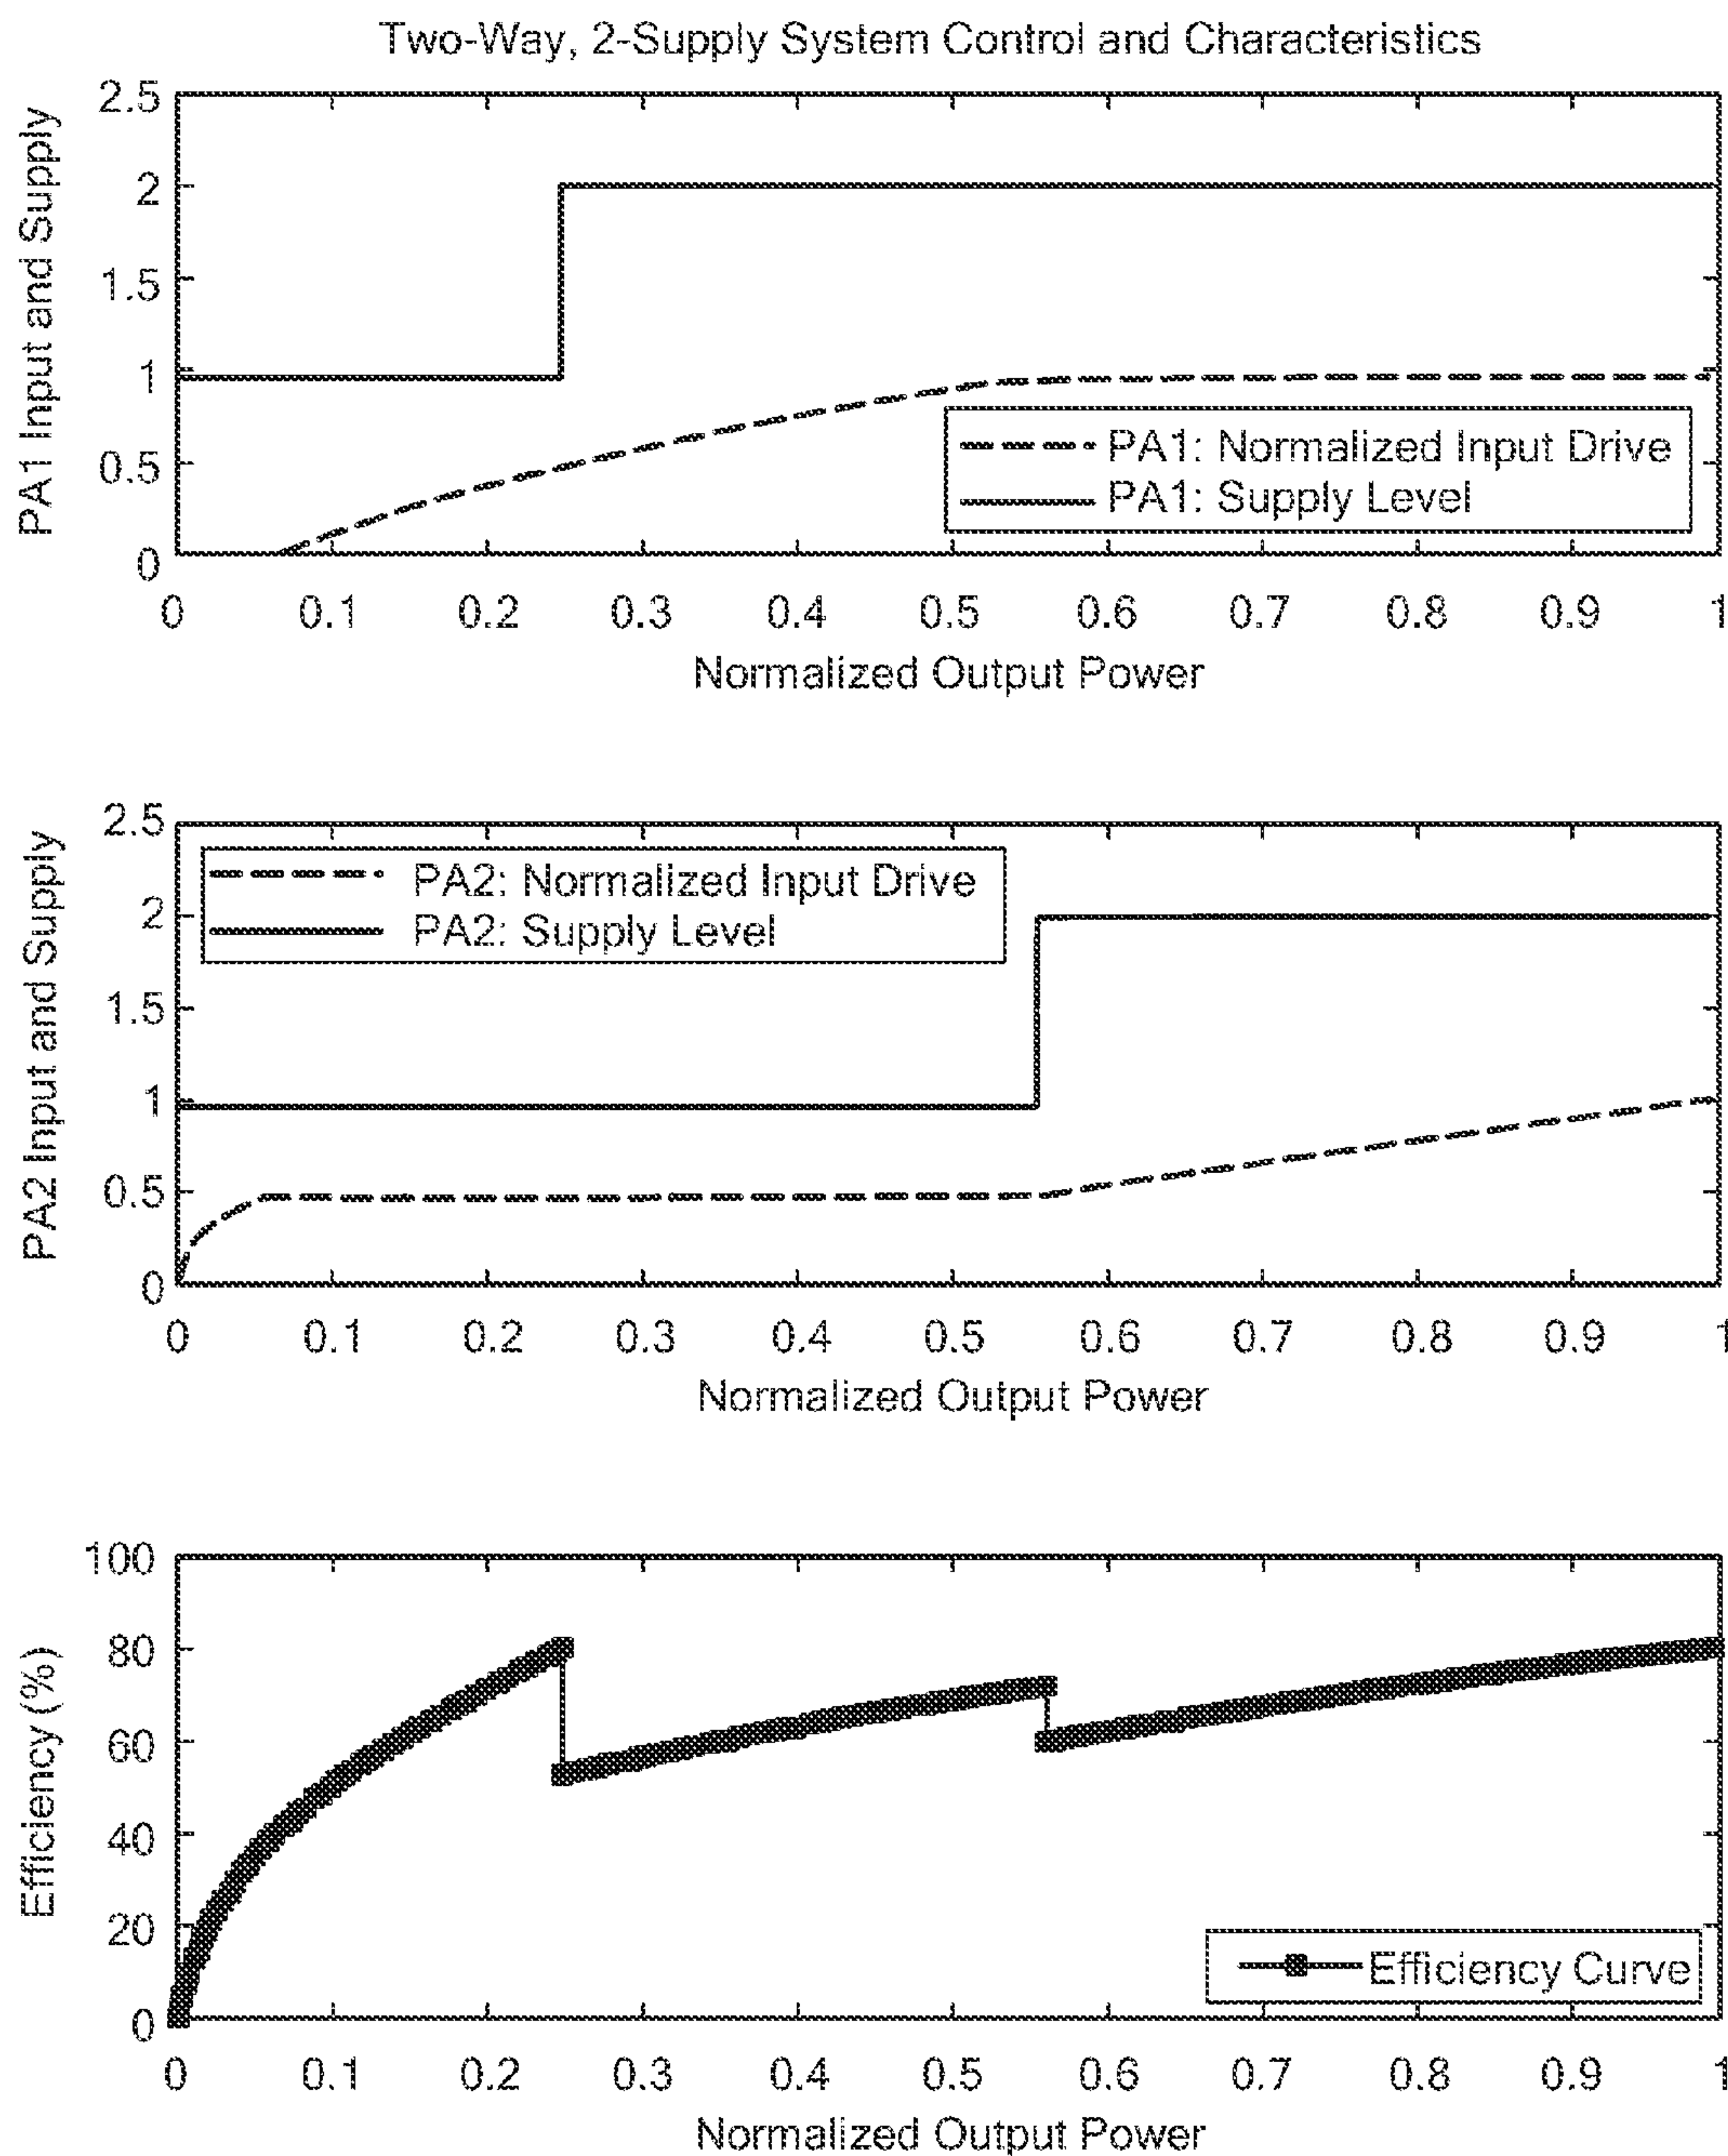 Two-Way, 2-Supply System Control and Characteristics
PA1 Input and Supply
2.5
2
1.5
1
0.5
0
PA1: Normalized Input Drive
PA1: Supply Level
0 0.1 0.2 0.3 0.4 0.5 0.6 0.7 0.8 0.9 1
Normalized Output Power
PA2 Input and Supply
2.5
2
1.5
1
0.5
0
PA2: Normalized Input Drive
PA2: Supply Level
0 0.1 0.2 0.3 0.4 0.5 0.6 0.7 0.8 0.9 1
Normalized Output Power
Efficiency (%)
100
80
60
40
20
0
Efficiency Curve
0 0.1 0.2 0.3 0.4 0.5 0.6 0.7 0.8 0.9 1
Normalized Output Power